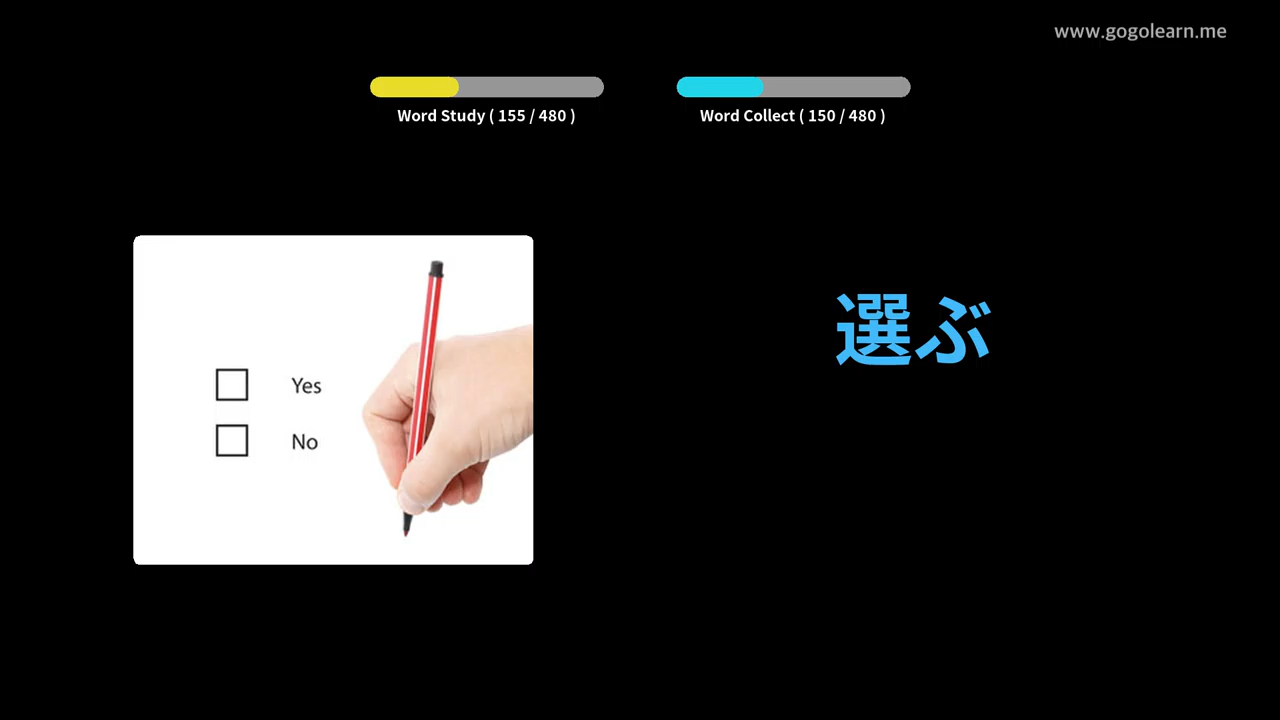 www.gogolearn.me
Word Study ( 155 / 480 )
Word Collect ( 150 / 480 )
Yes
No
選ぶ